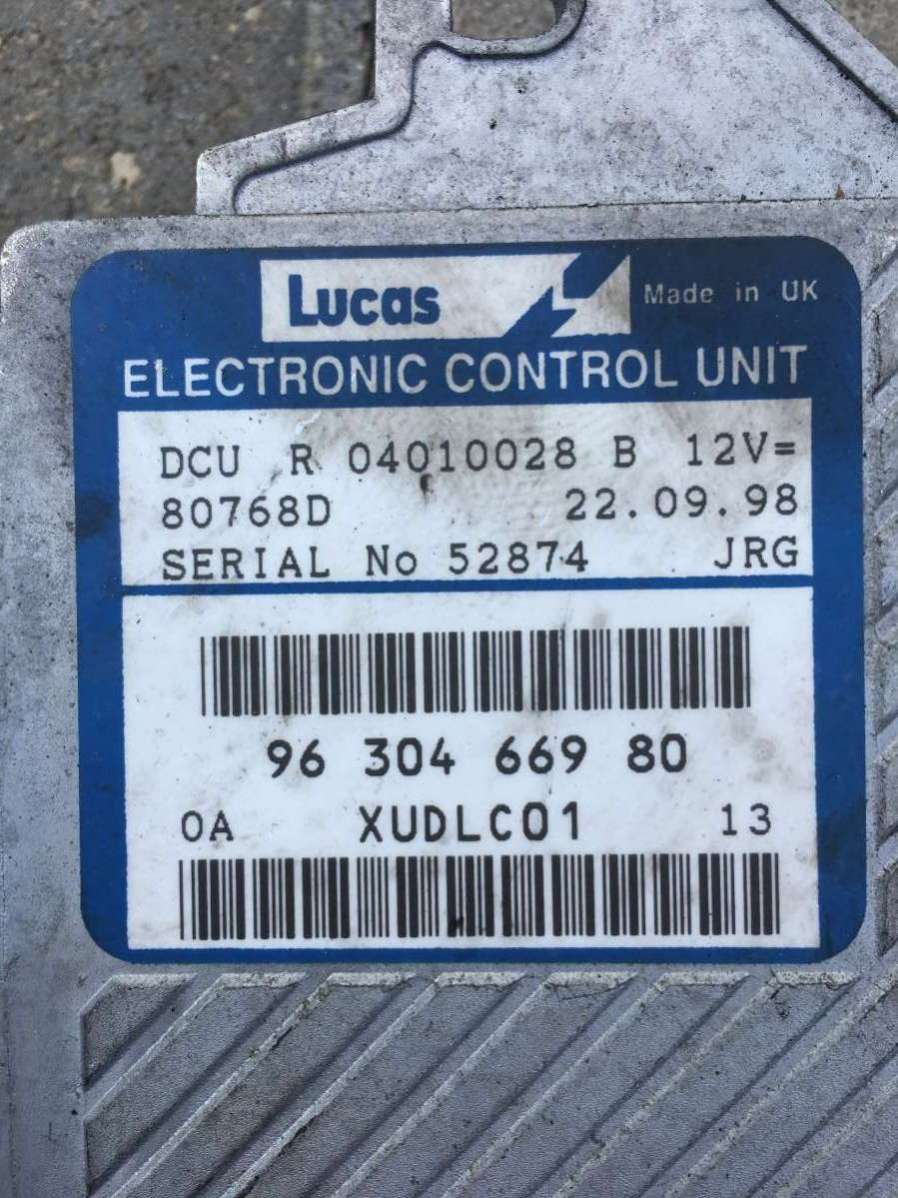 Lucas
Made in UK
ELECTRONIC CONTROL UNIT
DCU R 04010028 B 12V=
80768D 22.09.98
SERIAL No 52874 JRG
96 304 669 80
0A XUDLC01 13